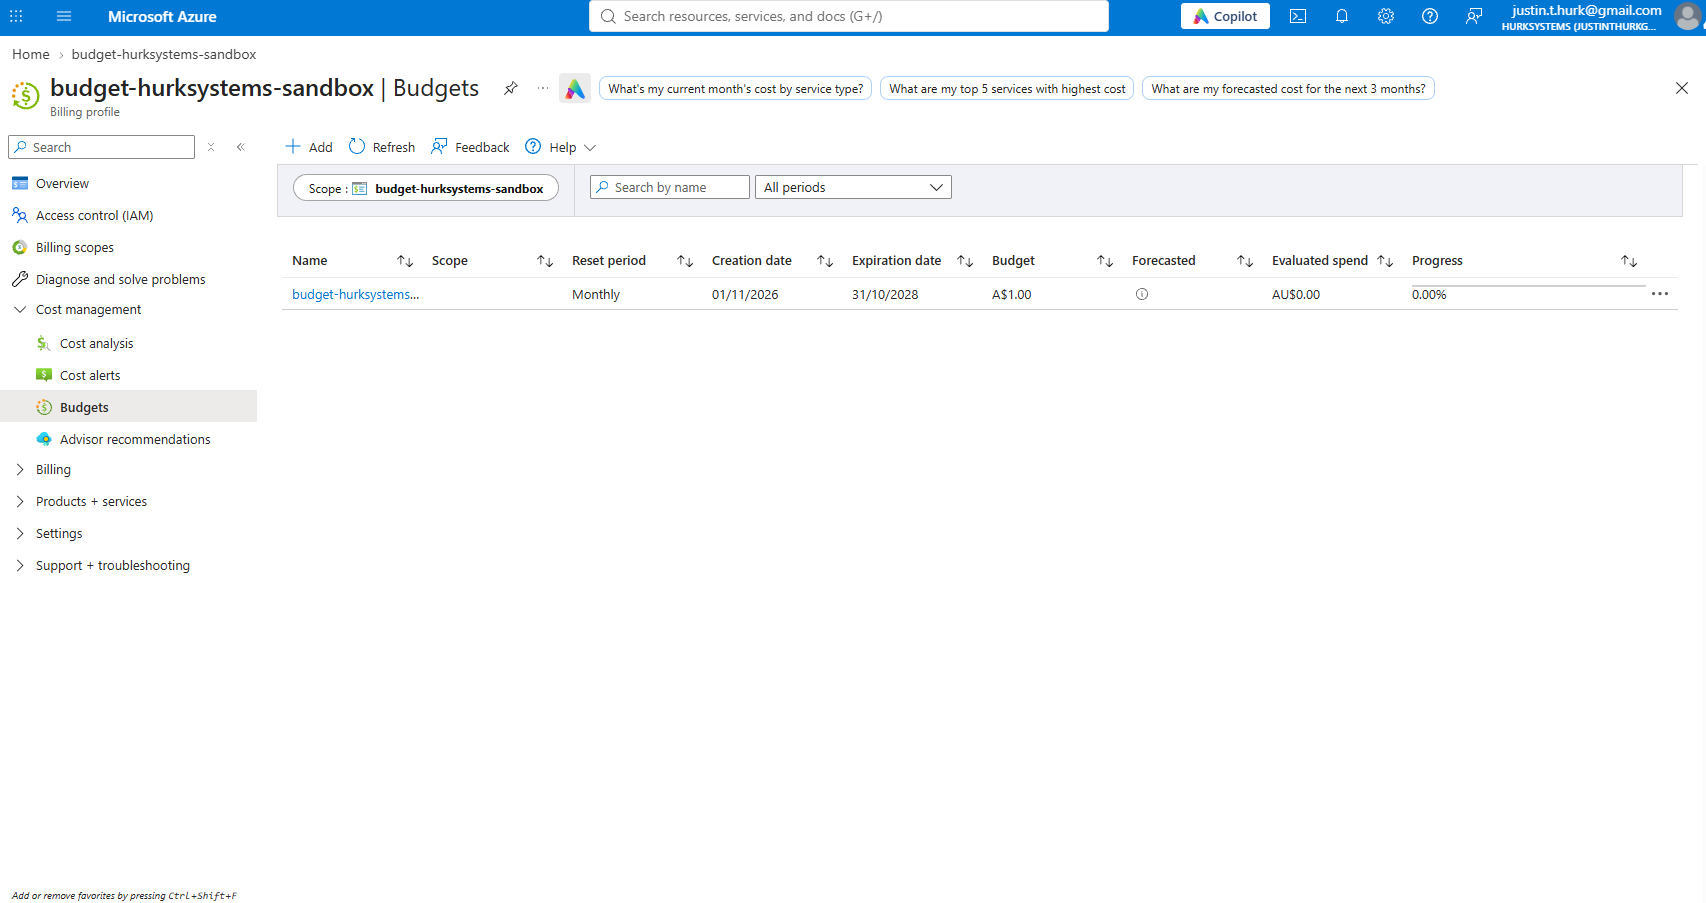 Microsoft Azure
Search resources, services, and docs (G+/)
Copilot
justin.t.hurk@gmail.com
HURKSYSTEMS (JUSTINTHURKG...
Home
budget-hurksystems-sandbox
budget-hurksystems-sandbox | Budgets
...
What's my current month's cost by service type?
What are my top 5 services with highest cost
What are my forecasted cost for the next 3 months?
Billing profile
Search
Add
Refresh
Feedback
Help
Overview
Access control (IAM)
Billing scopes
Diagnose and solve problems
Cost management
Cost analysis
Cost alerts
Budgets
Advisor recommendations
Billing
Products + services
Settings
Support + troubleshooting
Scope : budget-hurksystems-sandbox
Search by name
All periods
Name
Scope
Reset period
Creation date
Expiration date
Budget
Forecasted
Evaluated spend
Progress
budget-hurksystems...
Monthly
01/11/2026
31/10/2028
A$1.00
AU$0.00
0.00%
Add or remove favorites by pressing Ctrl+Shift+F